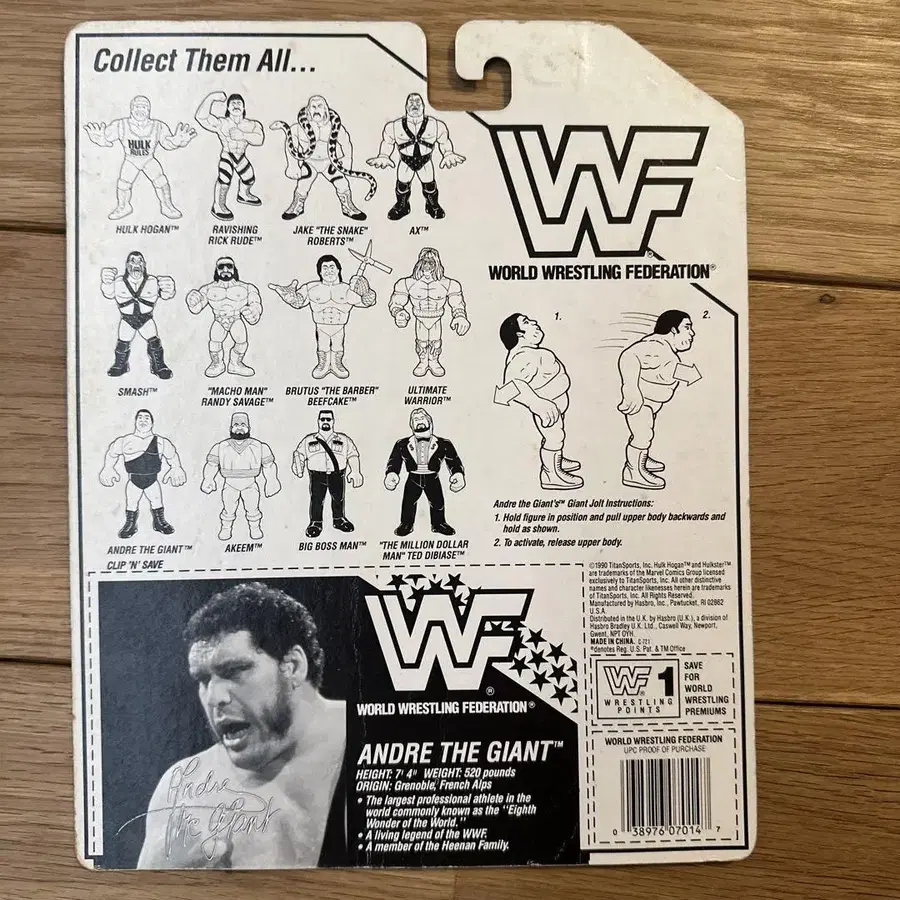 Collect Them All...
HULK RULES
HULK HOGAN™
RAVISHING
RICK RUDE™
JAKE "THE SNAKE"
ROBERTS™
AX™
SMASH™
"MACHO MAN"
RANDY SAVAGE™
BRUTUS "THE BARBER"
BEEFCAKE™
ULTIMATE
WARRIOR™
ANDRE THE GIANT™
AKEEM™
BIG BOSS MAN™
"THE MILLION DOLLAR
MAN" TED DIBIASE™
WF
®
WORLD WRESTLING FEDERATION®
1.
2.
Andre the Giant's™ Giant Jolt Instructions:
1. Hold figure in position and pull upper body backwards and
hold as shown.
2. To activate, release upper body.
CLIP 'N' SAVE
WF
®
WORLD WRESTLING FEDERATION®
ANDRE THE GIANT™
HEIGHT: 7' 4" WEIGHT: 520 pounds
ORIGIN: Grenoble, French Alps
• The largest professional athlete in the
world commonly known as the "Eighth
Wonder of the World."
• A living legend of the WWF.
• A member of the Heenan Family.
Andre
The Giant
©1990 TitanSports, Inc. Hulk Hogan™ and Hulkster™
are trademarks of the Marvel Comics Group licensed
exclusively to TitanSports, Inc. All other distinctive
names and character likenesses herein are trademarks
of TitanSports, Inc. All Rights Reserved.
Manufactured by Hasbro, Inc., Pawtucket, RI 02862
U.S.A.
Distributed in the U.K. by Hasbro (U.K.), a division of
Hasbro Bradley U.K. Ltd., Caswell Way, Newport,
Gwent, NPT OYH.
MADE IN CHINA. C-721
®denotes Reg. U.S. Pat. & TM Office
WF® 1
WRESTLING
POINTS
SAVE
FOR
WORLD
WRESTLING
PREMIUMS
WORLD WRESTLING FEDERATION
UPC PROOF OF PURCHASE
0 38976 07014 7